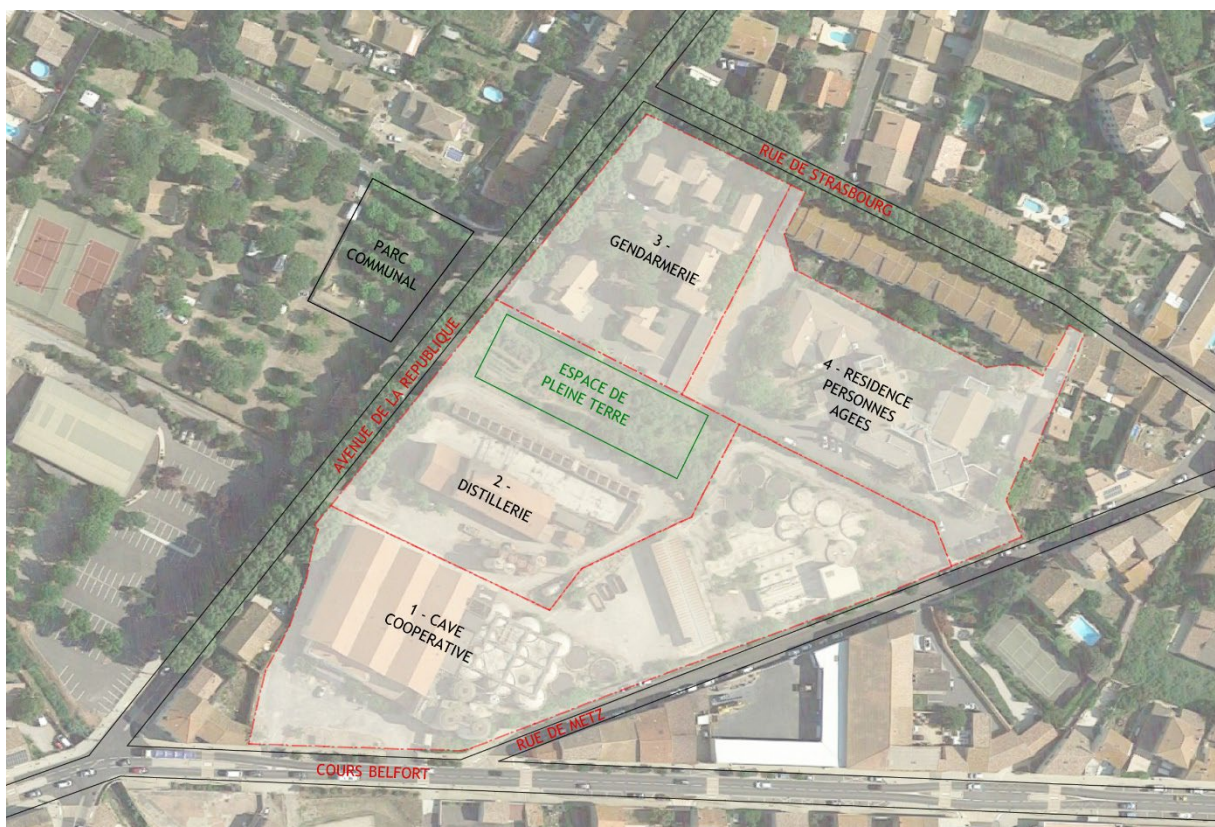 RUE DE STRASBOURG
3 -
GENDARMERIE
PARC
COMMUNAL
AVENUE DE LA REPUBLIQUE
ESPACE DE
PLEINE TERRE
4 - RESIDENCE
PERSONNES
AGEES
2 -
DISTILLERIE
1 - CAVE
COOPERATIVE
RUE DE METZ
COURS BELFORT